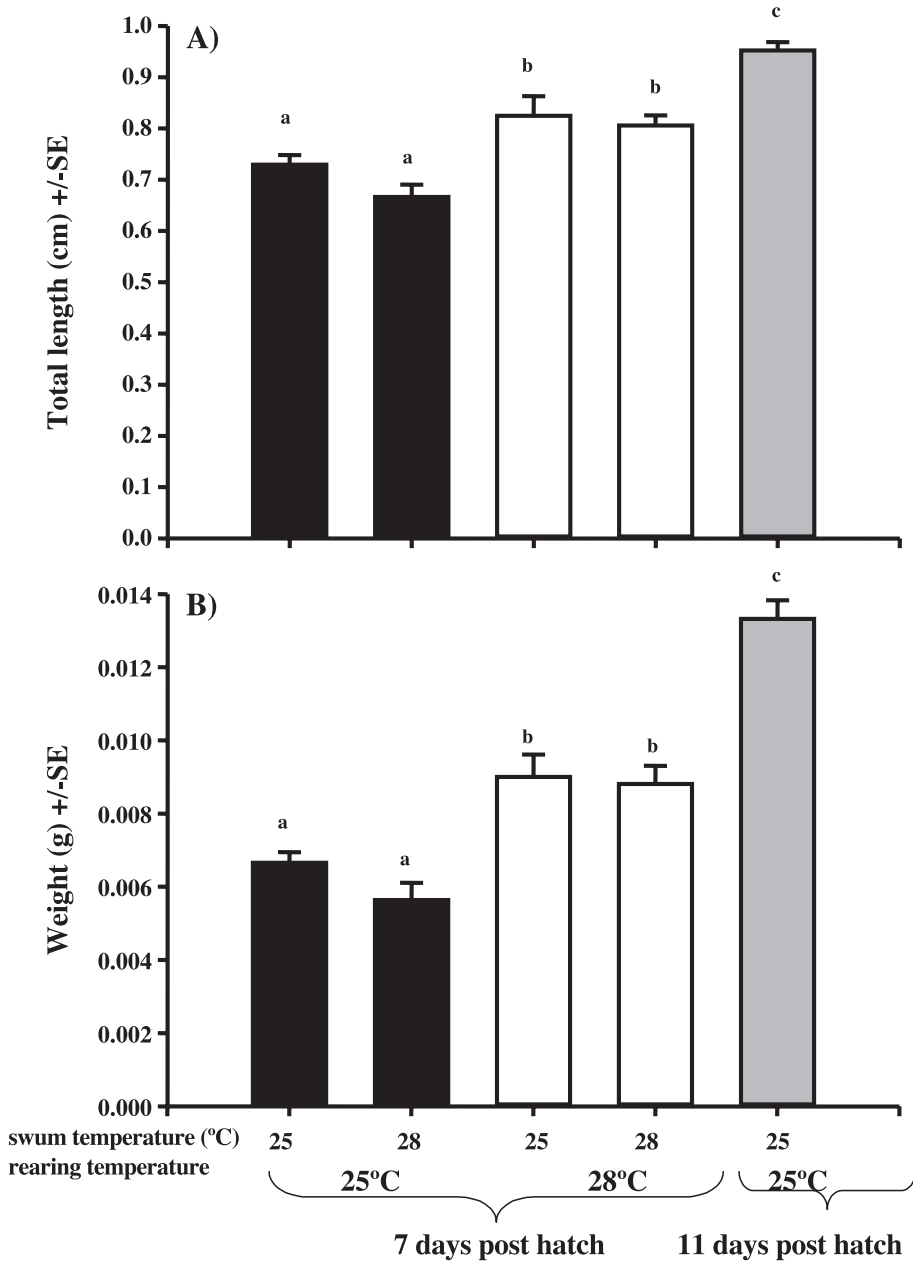 A)
Total length (cm) +/-SE
1.0
0.9
0.8
0.7
0.6
0.5
0.4
0.3
0.2
0.1
0.0
a
a
b
b
c
B)
Weight (g) +/-SE
0.014
0.012
0.010
0.008
0.006
0.004
0.002
0.000
a
a
b
b
c
swum temperature (ºC) 25 28 25 28 25
rearing temperature 25ºC 28ºC 25ºC
7 days post hatch 11 days post hatch